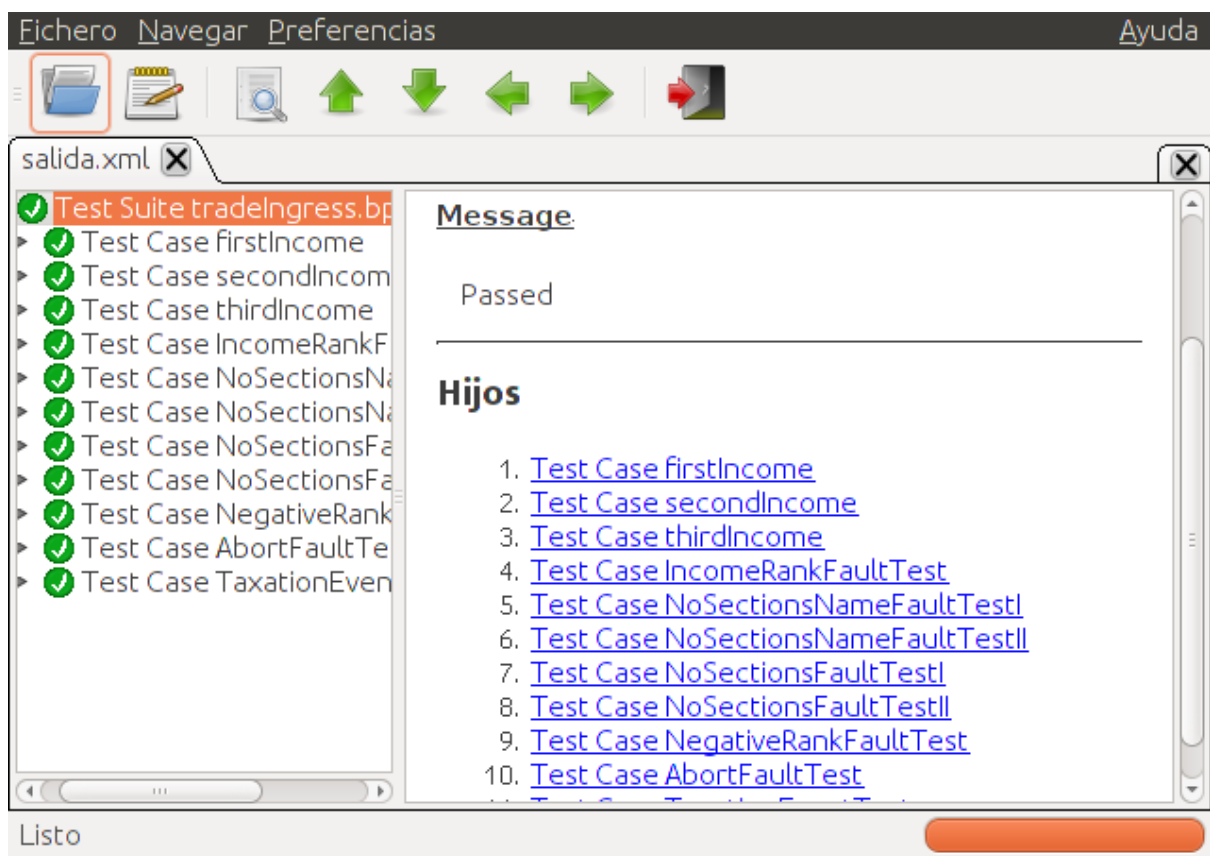 Fichero Navegar Preferencias Ayuda
salida.xml
Test Suite tradeIngress.bp
Test Case firstIncome
Test Case secondIncom
Test Case thirdIncome
Test Case IncomeRankF
Test Case NoSectionsNa
Test Case NoSectionsNa
Test Case NoSectionsFa
Test Case NoSectionsFa
Test Case NegativeRank
Test Case AbortFaultTe
Test Case TaxationEven
Message
Passed
Hijos
1. Test Case firstIncome
2. Test Case secondIncome
3. Test Case thirdIncome
4. Test Case IncomeRankFaultTest
5. Test Case NoSectionsNameFaultTestI
6. Test Case NoSectionsNameFaultTestII
7. Test Case NoSectionsFaultTestI
8. Test Case NoSectionsFaultTestII
9. Test Case NegativeRankFaultTest
10. Test Case AbortFaultTest
Listo